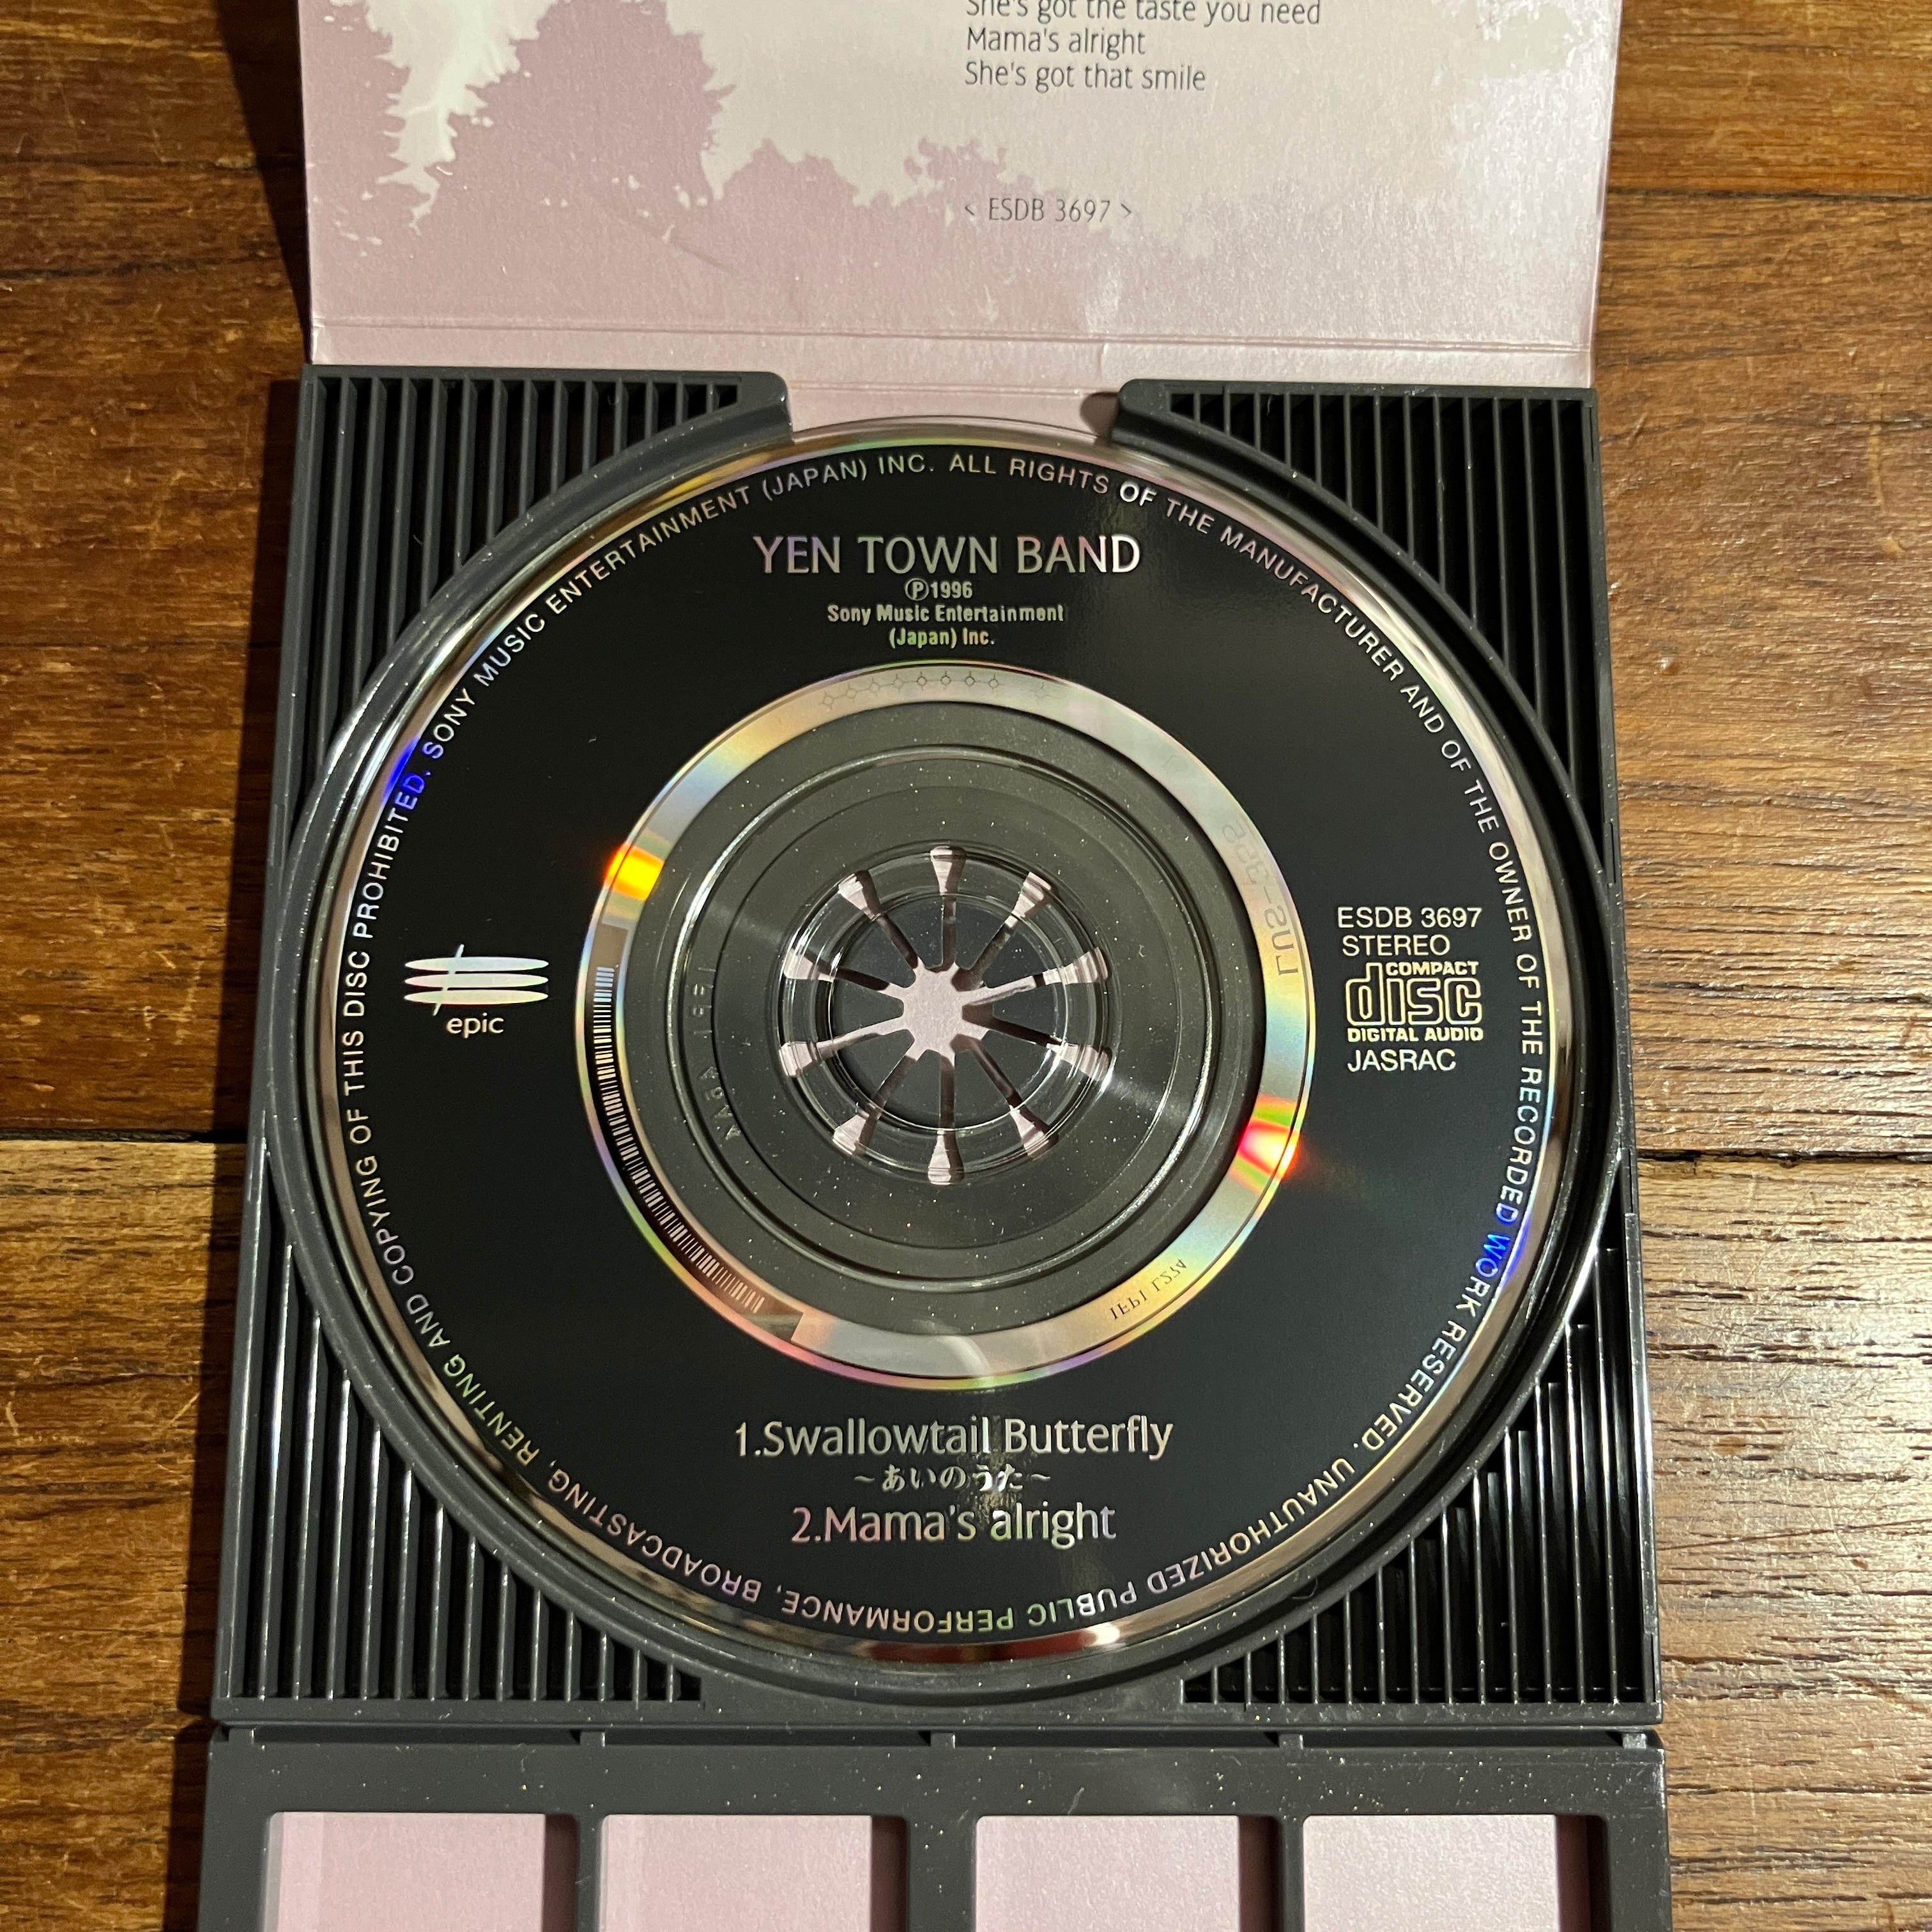 She's got the taste you need
Mama's alright
She's got that smile
< ESDB 3697 >
SONY MUSIC ENTERTAINMENT (JAPAN) INC. ALL RIGHTS OF THE MANUFACTURER AND OF THE OWNER OF THE RECORDED WORK RESERVED. UNAUTHORIZED PUBLIC PERFORMANCE, BROADCASTING, RENTING AND COPYING OF THIS DISC PROHIBITED.
YEN TOWN BAND
Ⓟ1996
Sony Music Entertainment
(Japan) Inc.
epic
ESDB 3697
STEREO
COMPACT
disc
DIGITAL AUDIO
JASRAC
1.Swallowtail Butterfly
~あいのうた~
2.Mama's alright